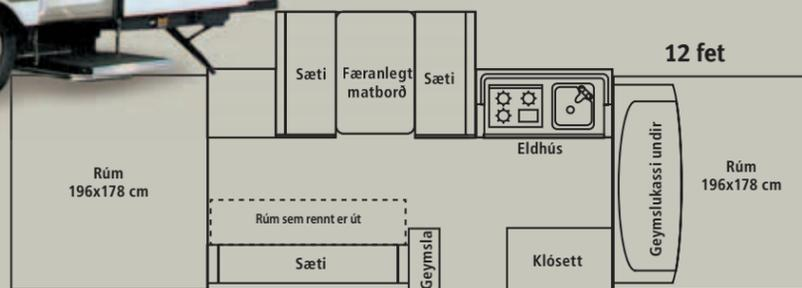 12 fet
Sæti
Færanlegt
matborð
Sæti
Eldhús
Rúm
196x178 cm
Geymslukassi undir
Rúm
196x178 cm
Rúm sem rennt er út
Sæti
Geymsla
Klósett